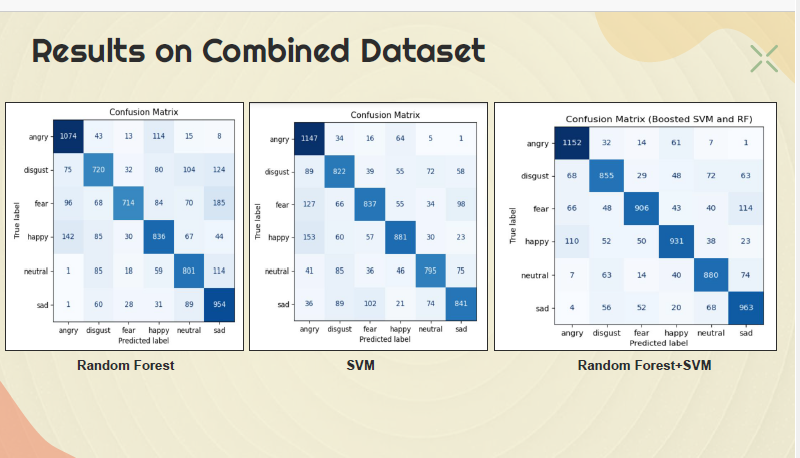 Results on Combined Dataset
Confusion Matrix
True label
angry 1074 43 13 114 15 8
disgust 75 720 32 80 104 124
fear 96 68 714 84 70 185
happy 142 85 30 836 67 44
neutral 1 85 18 59 801 114
sad 1 60 28 31 89 954
angry disgust fear happy neutral sad
Predicted label
Random Forest
Confusion Matrix
True label
angry 1147 34 16 64 5 1
disgust 89 822 39 55 72 58
fear 127 66 837 55 34 98
happy 153 60 57 881 30 23
neutral 41 85 36 46 795 75
sad 36 89 102 21 74 841
angry disgust fear happy neutral sad
Predicted label
SVM
Confusion Matrix (Boosted SVM and RF)
True label
angry 1152 32 14 61 7 1
disgust 68 855 29 48 72 63
fear 66 48 906 43 40 114
happy 110 52 50 931 38 23
neutral 7 63 14 40 880 74
sad 4 56 52 20 68 963
angry disgust fear happy neutral sad
Predicted label
Random Forest+SVM